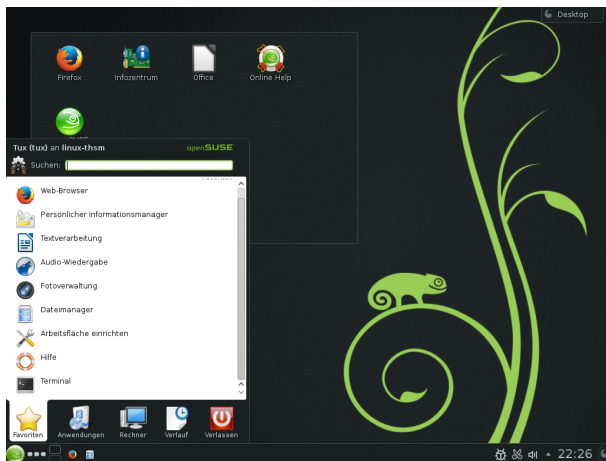 Desktop
Firefox
Infozentrum
Office
Online Help
Tux (tux) an linux-thsm
openSUSE
Suchen:
Web-Browser
Persönlicher Informationsmanager
Textverarbeitung
Audio-Wiedergabe
Fotoverwaltung
Dateimanager
Arbeitsfläche einrichten
Hilfe
Terminal
Favoriten
Anwendungen
Rechner
Verlauf
Verlassen
22:26